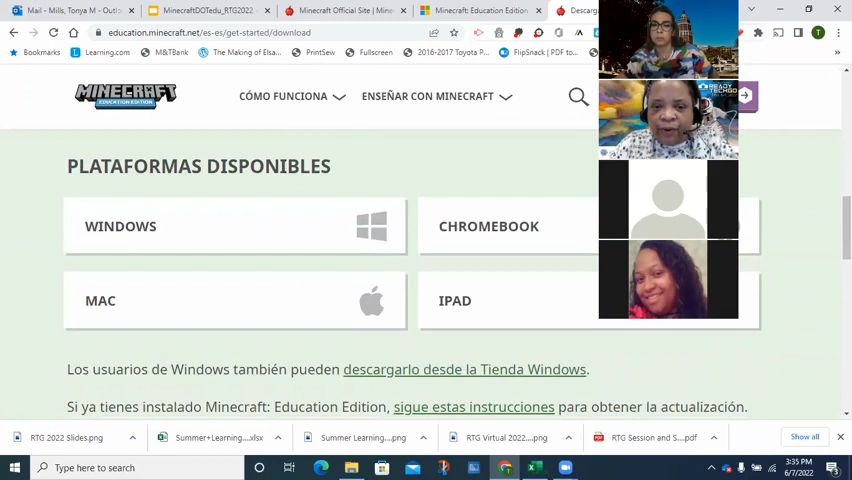 Mail - Mills, Tonya M - Outlo
MinecraftDOTedu_RTG2022 -
Minecraft Official Site | Minec
Minecraft: Education Edition
Descarg
education.minecraft.net/es-es/get-started/download
Bookmarks
Learning.com
M&TBank
The Making of Elsa...
PrintSew
Fullscreen
2016-2017 Toyota P...
FlipSnack | PDF to...
MINECRAFT
EDUCATION EDITION
CÓMO FUNCIONA
ENSEÑAR CON MINECRAFT
READY
TECH GO
PLATAFORMAS DISPONIBLES
WINDOWS
CHROMEBOOK
MAC
IPAD
Los usuarios de Windows también pueden descargarlo desde la Tienda Windows.
Si ya tienes instalado Minecraft: Education Edition, sigue estas instrucciones para obtener la actualización.
RTG 2022 Slides.png
Summer+Learning....xlsx
Summer Learning....png
RTG Virtual 2022....png
RTG Session and S....pdf
Show all
Type here to search
3:35 PM
6/7/2022